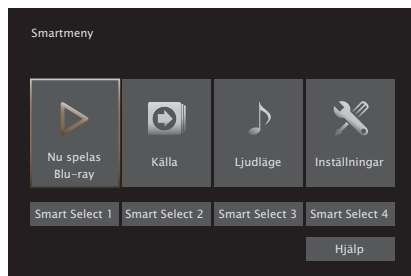 Smartmeny
Nu spelas
Blu-ray
Källa
Ljudläge
Inställningar
Smart Select 1
Smart Select 2
Smart Select 3
Smart Select 4
Hjälp